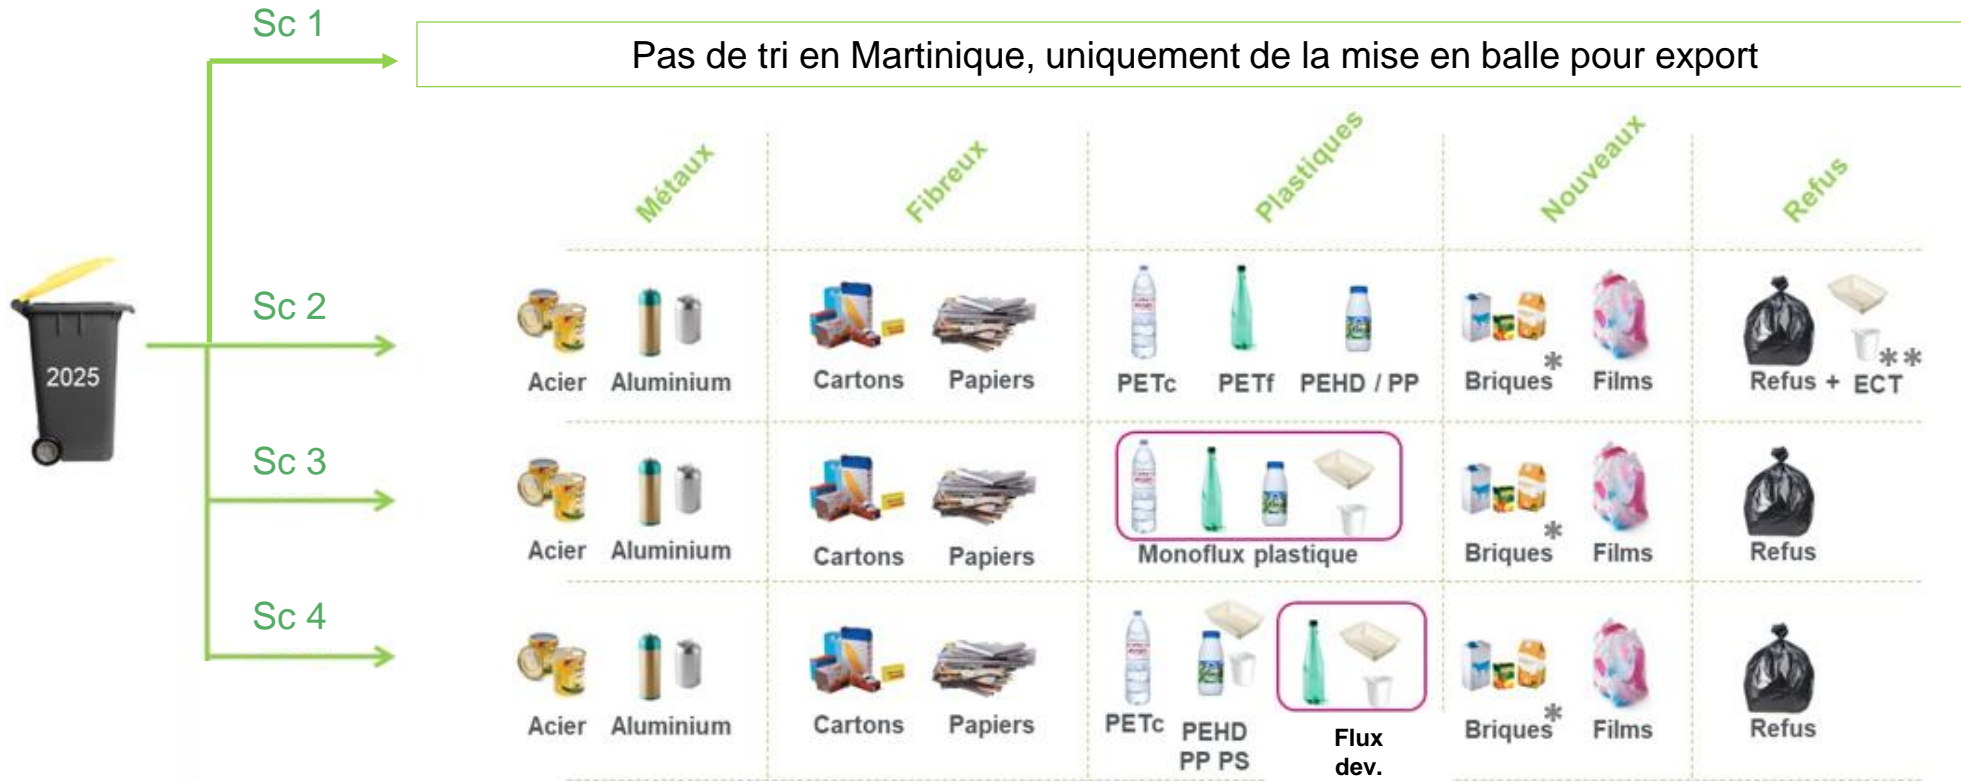 Sc 1
Pas de tri en Martinique, uniquement de la mise en balle pour export
Métaux
Fibreux
Plastiques
Nouveaux
Refus
2025
Sc 2
Acier Aluminium Cartons Papiers PETc PETf PEHD / PP Briques* Films Refus + ECT**
Sc 3
Acier Aluminium Cartons Papiers Monoflux plastique Briques* Films Refus
Sc 4
Acier Aluminium Cartons Papiers PETc PEHD PP PS Flux dev. Briques* Films Refus